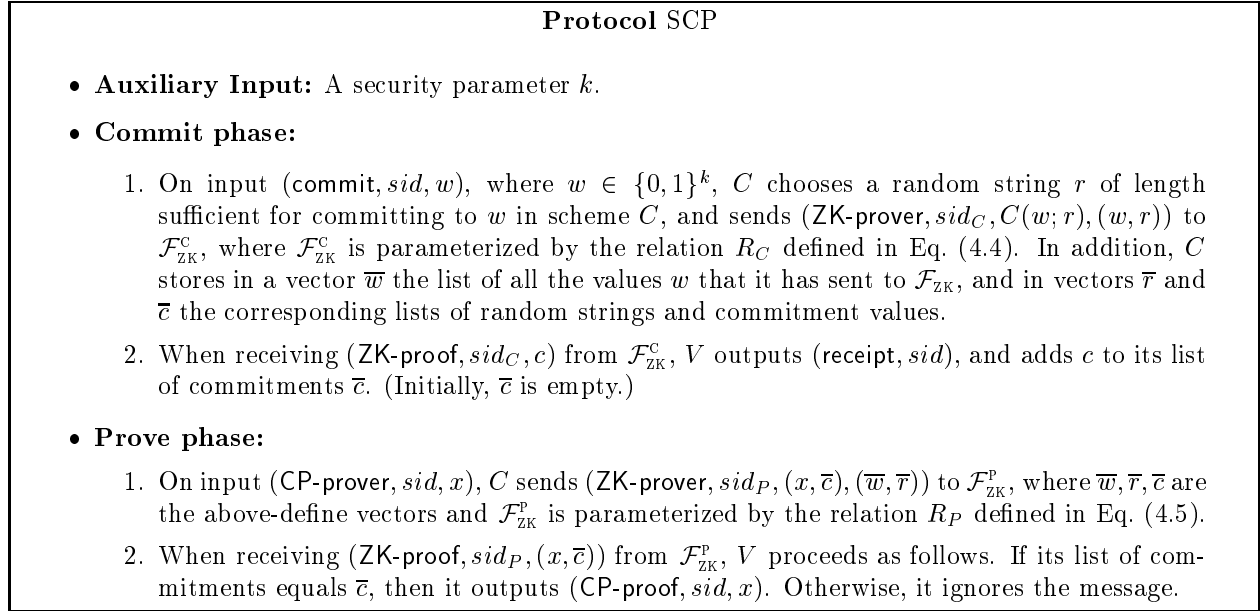 Protocol SCP
• Auxiliary Input: A security parameter k.
• Commit phase:
1. On input (commit, sid, w), where w ∈ {0, 1}^k, C chooses a random string r of length
sufficient for committing to w in scheme C, and sends (ZK-prover, sid_C, C(w; r), (w, r)) to
F_ZK^C, where F_ZK^C is parameterized by the relation R_C defined in Eq. (4.4). In addition, C
stores in a vector w̅ the list of all the values w that it has sent to F_ZK, and in vectors r̅ and
c̅ the corresponding lists of random strings and commitment values.
2. When receiving (ZK-proof, sid_C, c) from F_ZK^C, V outputs (receipt, sid), and adds c to its list
of commitments c̅. (Initially, c̅ is empty.)
• Prove phase:
1. On input (CP-prover, sid, x), C sends (ZK-prover, sid_P, (x, c̅), (w̅, r̅)) to F_ZK^P, where w̅, r̅, c̅ are
the above-define vectors and F_ZK^P is parameterized by the relation R_P defined in Eq. (4.5).
2. When receiving (ZK-proof, sid_P, (x, c̅)) from F_ZK^P, V proceeds as follows. If its list of com-
mitments equals c̅, then it outputs (CP-proof, sid, x). Otherwise, it ignores the message.